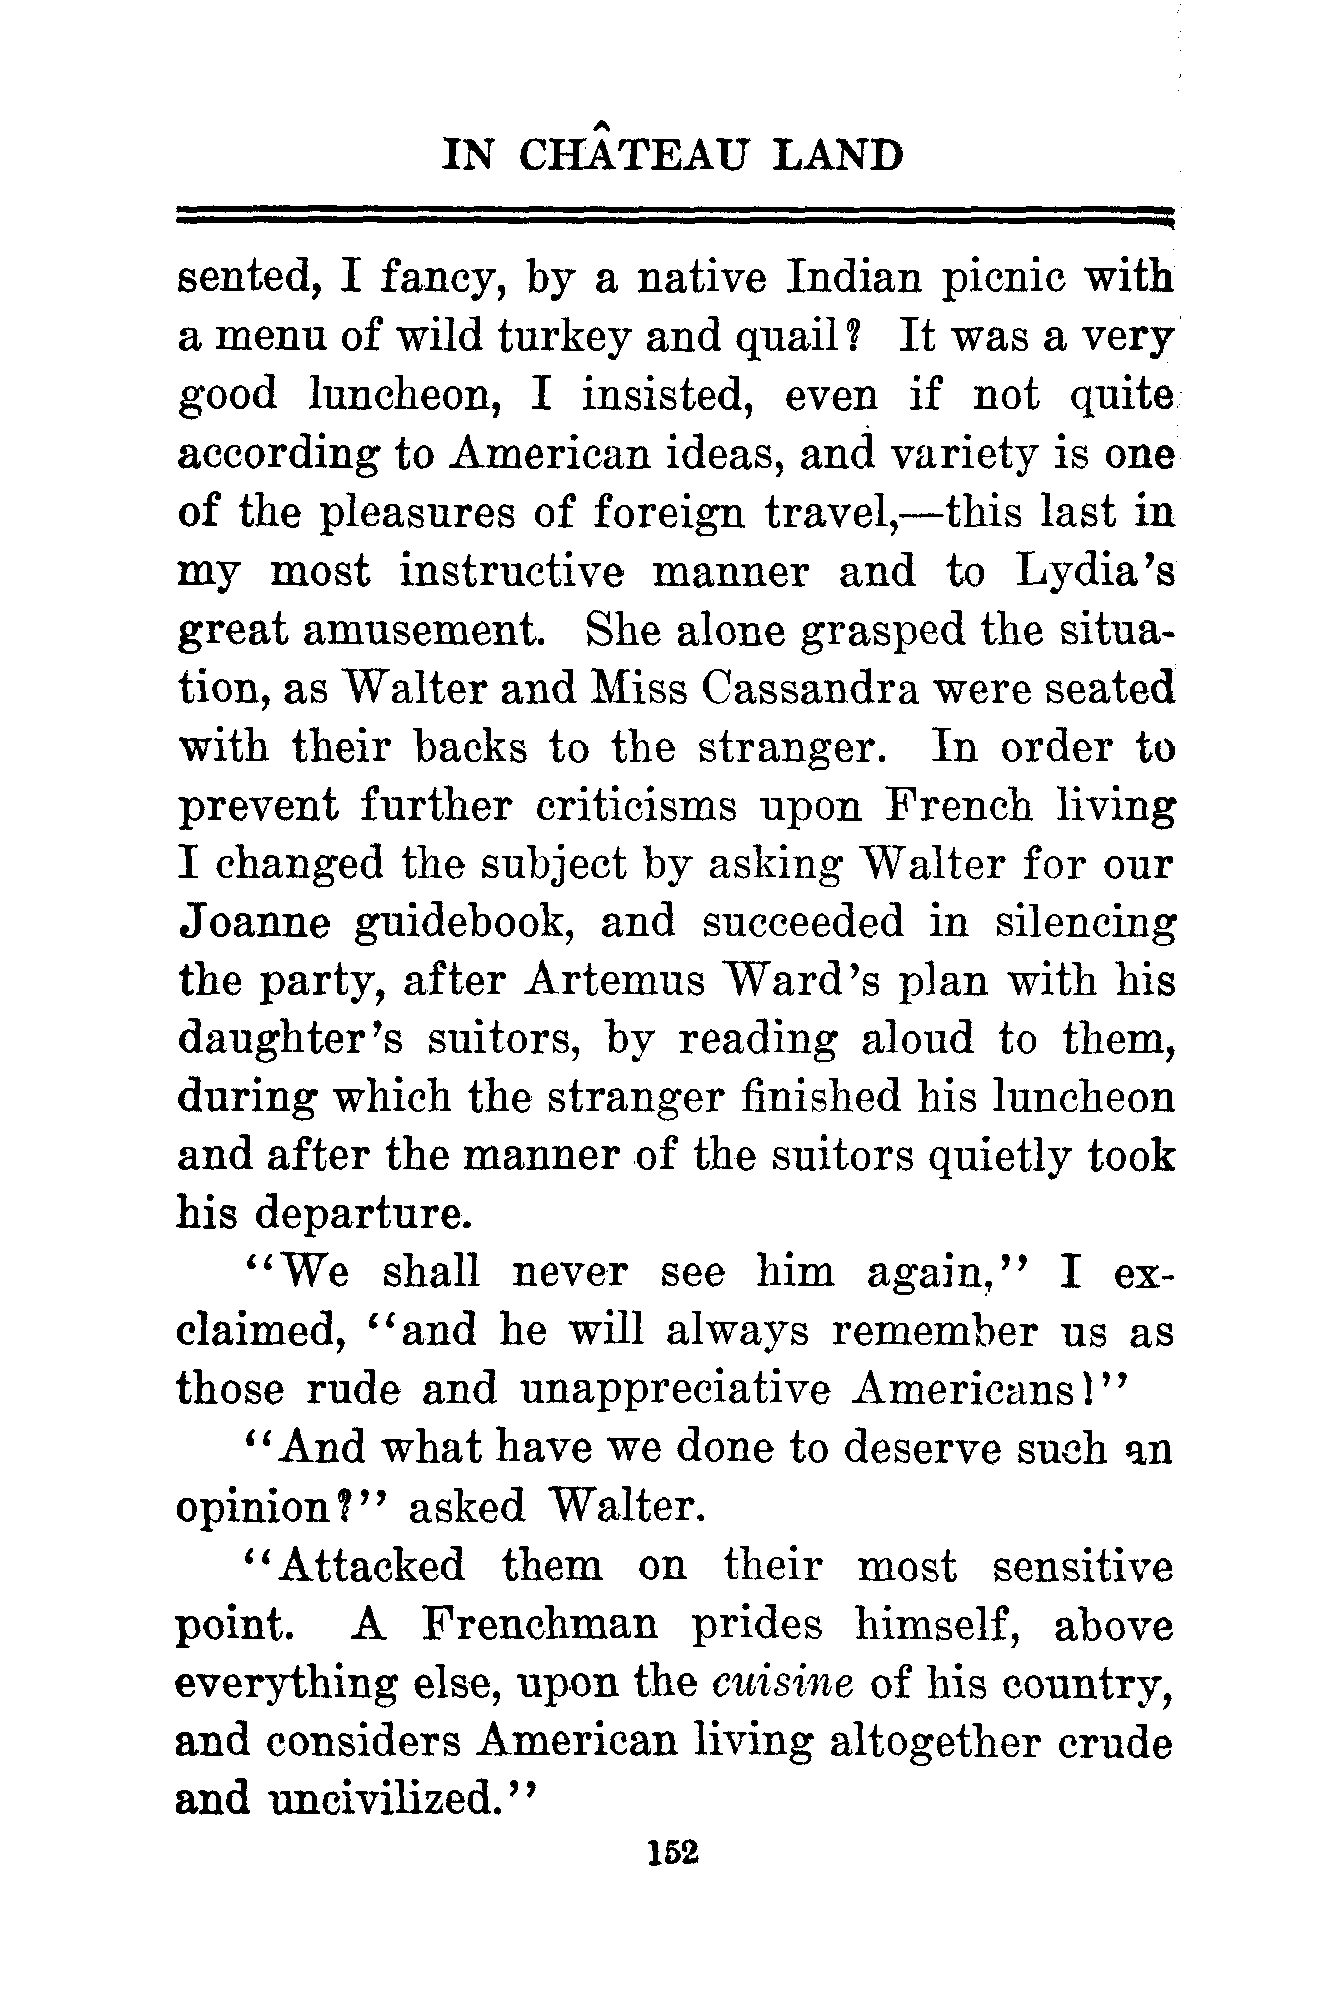 IN CHÂTEAU LAND
sented, I fancy, by a native Indian picnic with
a menu of wild turkey and quail? It was a very
good luncheon, I insisted, even if not quite
according to American ideas, and variety is one
of the pleasures of foreign travel,—this last in
my most instructive manner and to Lydia's
great amusement. She alone grasped the situa-
tion, as Walter and Miss Cassandra were seated
with their backs to the stranger. In order to
prevent further criticisms upon French living
I changed the subject by asking Walter for our
Joanne guidebook, and succeeded in silencing
the party, after Artemus Ward's plan with his
daughter's suitors, by reading aloud to them,
during which the stranger finished his luncheon
and after the manner of the suitors quietly took
his departure.
"We shall never see him again," I ex-
claimed, "and he will always remember us as
those rude and unappreciative Americans!"
"And what have we done to deserve such an
opinion?" asked Walter.
"Attacked them on their most sensitive
point. A Frenchman prides himself, above
everything else, upon the cuisine of his country,
and considers American living altogether crude
and uncivilized."
152